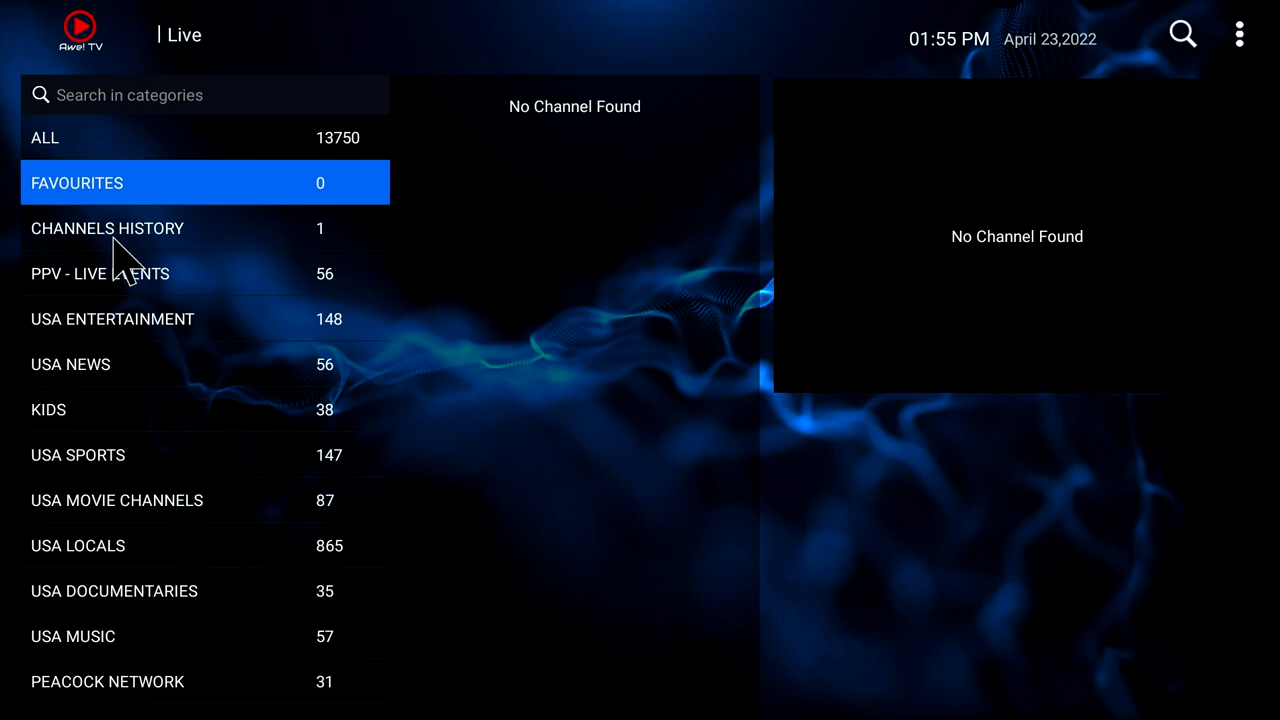 Awe! TV
| Live
01:55 PM April 23,2022
Search in categories
ALL 13750
FAVOURITES 0
CHANNELS HISTORY 1
PPV - LIVE EVENTS 56
USA ENTERTAINMENT 148
USA NEWS 56
KIDS 38
USA SPORTS 147
USA MOVIE CHANNELS 87
USA LOCALS 865
USA DOCUMENTARIES 35
USA MUSIC 57
PEACOCK NETWORK 31
No Channel Found
No Channel Found